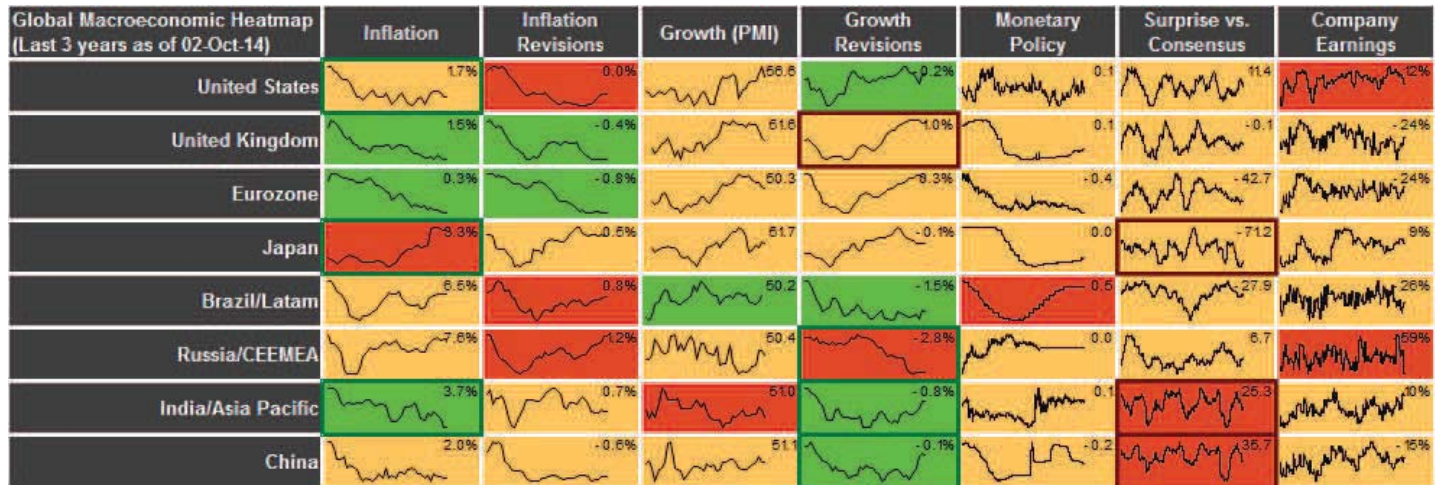 Global Macroeconomic Heatmap
(Last 3 years as of 02-Oct-14)
Inflation
Inflation
Revisions
Growth (PMI)
Growth
Revisions
Monetary
Policy
Surprise vs.
Consensus
Company
Earnings
United States
1.7%
0.0%
56.6
0.2%
0.1
11.4
12%
United Kingdom
1.5%
-0.4%
51.6
1.0%
0.1
-0.1
-24%
Eurozone
0.3%
-0.8%
50.3
-0.4
-42.7
-24%
Japan
3.3%
0.5%
51.7
-0.1%
0.0
-71.2
9%
Brazil/Latam
6.5%
0.8%
50.2
-1.5%
0.5
27.9
26%
Russia/CEEMEA
7.6%
1.2%
50.4
-2.8%
0.0
6.7
59%
India/Asia Pacific
3.7%
0.7%
51.0
-0.8%
0.1
25.3
10%
China
2.0%
-0.6%
51.1
-0.1%
-0.2
35.7
-15%